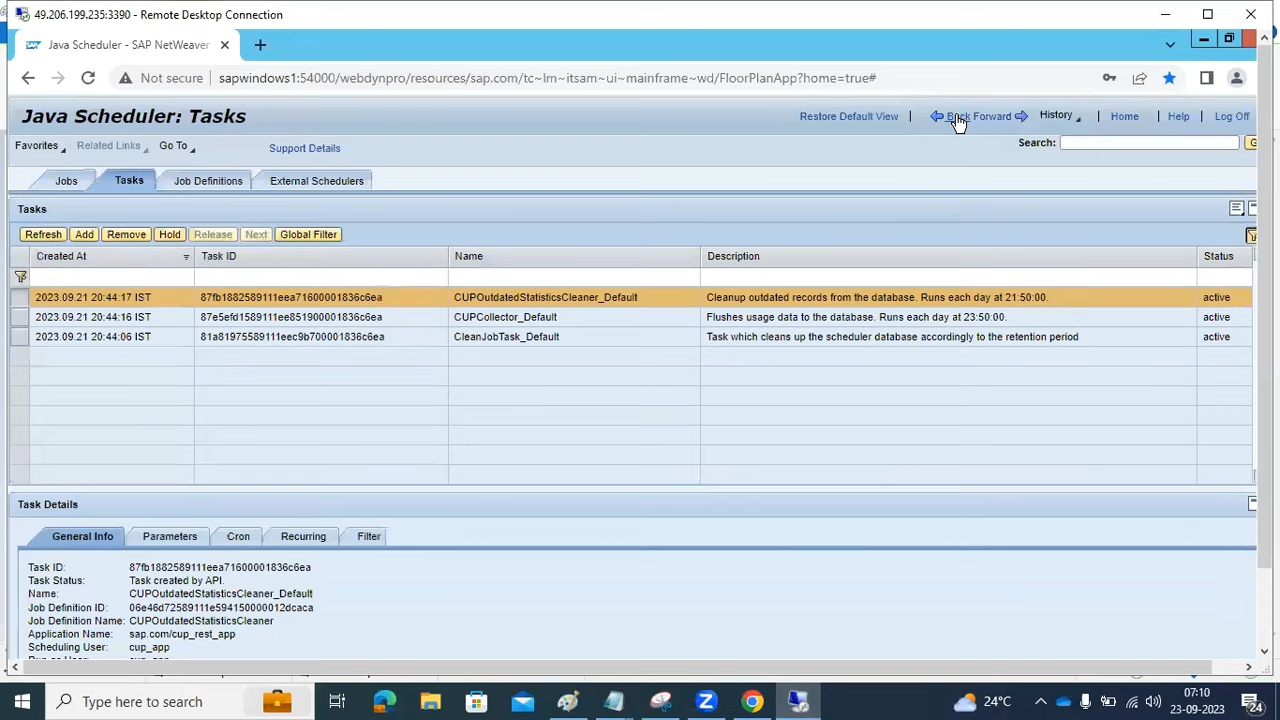 49.206.199.235:3390 - Remote Desktop Connection
Java Scheduler - SAP NetWeaver
Not secure sapwindows1:54000/webdynpro/resources/sap.com/tc~lm~itsam~ui~mainframe~wd/FloorPlanApp?home=true#
Java Scheduler: Tasks
Restore Default View | Back Forward History | Home | Help | Log Off
Favorites Related Links Go To Support Details
Search:
Jobs Tasks Job Definitions External Schedulers
Tasks
Refresh Add Remove Hold Release Next Global Filter
Created At Task ID Name Description Status
2023.09.21 20:44:17 IST 87fb1882589111eea71600001836c6ea CUPOutdatedStatisticsCleaner_Default Cleanup outdated records from the database. Runs each day at 21:50:00. active
2023.09.21 20:44:16 IST 87e5efd1589111ee851900001836c6ea CUPCollector_Default Flushes usage data to the database. Runs each day at 23:50:00. active
2023.09.21 20:44:06 IST 81a81975589111eec9b700001836c6ea CleanJobTask_Default Task which cleans up the scheduler database accordingly to the retention period active
Task Details
General Info Parameters Cron Recurring Filter
Task ID: 87fb1882589111eea71600001836c6ea
Task Status: Task created by API.
Name: CUPOutdatedStatisticsCleaner_Default
Job Definition ID: 06e46d72589111e594150000012dcaca
Job Definition Name: CUPOutdatedStatisticsCleaner
Application Name: sap.com/cup_rest_app
Scheduling User: cup_app
Type here to search
24°C
07:10
23-09-2023
24